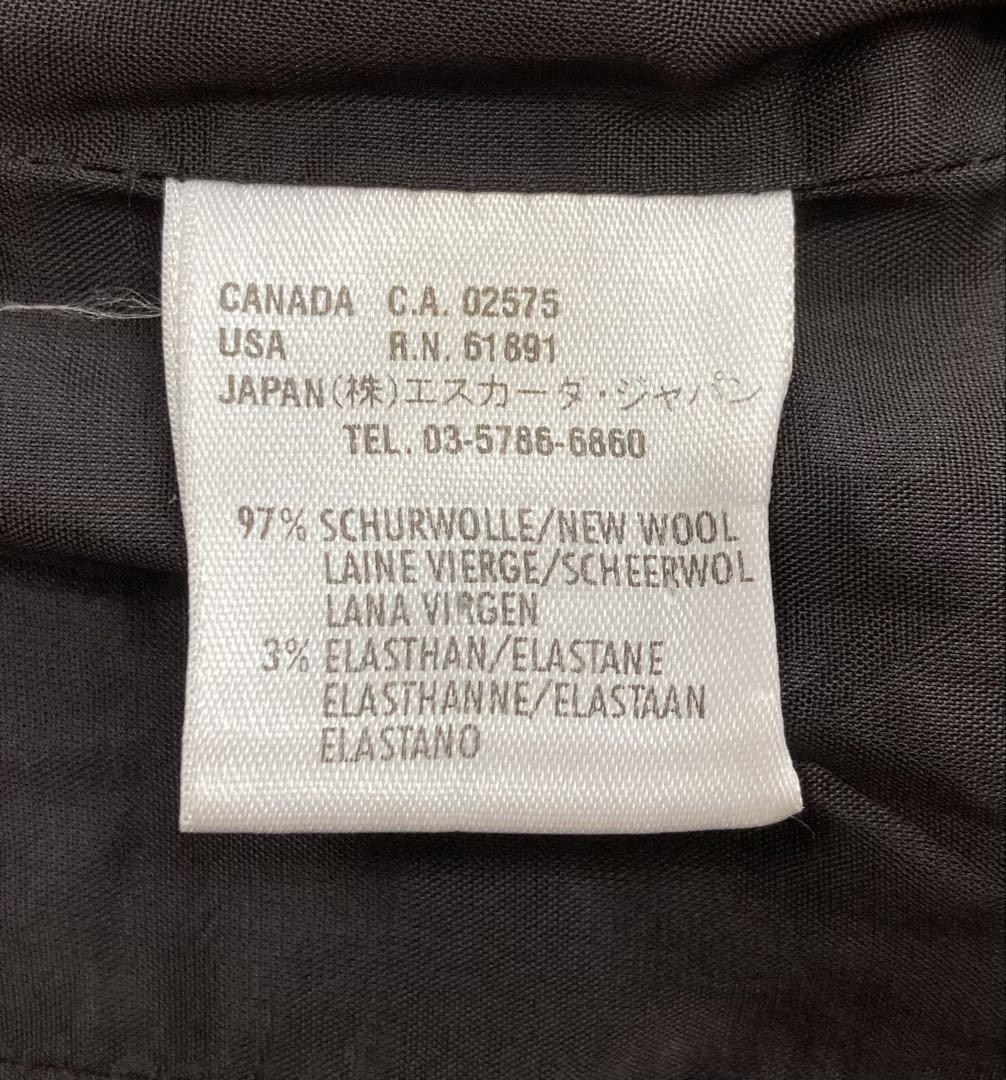 CANADA C.A. 02575
USA R.N. 61891
JAPAN(株)エスカーダ・ジャパン
TEL. 03-5786-6860
97% SCHURWOLLE/NEW WOOL
LAINE VIERGE/SCHEERWOL
LANA VIRGEN
3% ELASTHAN/ELASTANE
ELASTHANNE/ELASTAAN
ELASTANO